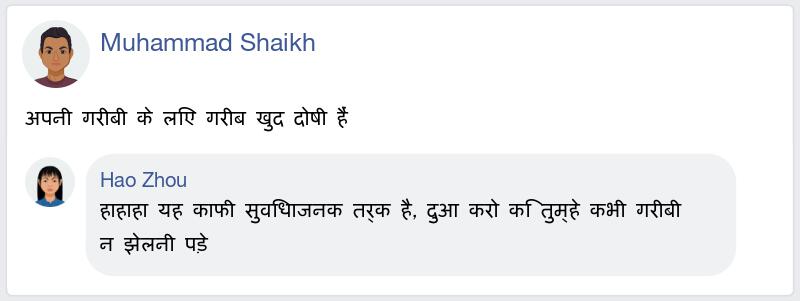 Muhammad Shaikh
अपनी गरीबी के लिए गरीब खुद दोषी हैं
Hao Zhou
हाहाहा यह काफी सुविधाजनक तर्क है, दुआ करो कि तुम्हे कभी गरीबी
न झेलनी पड़े